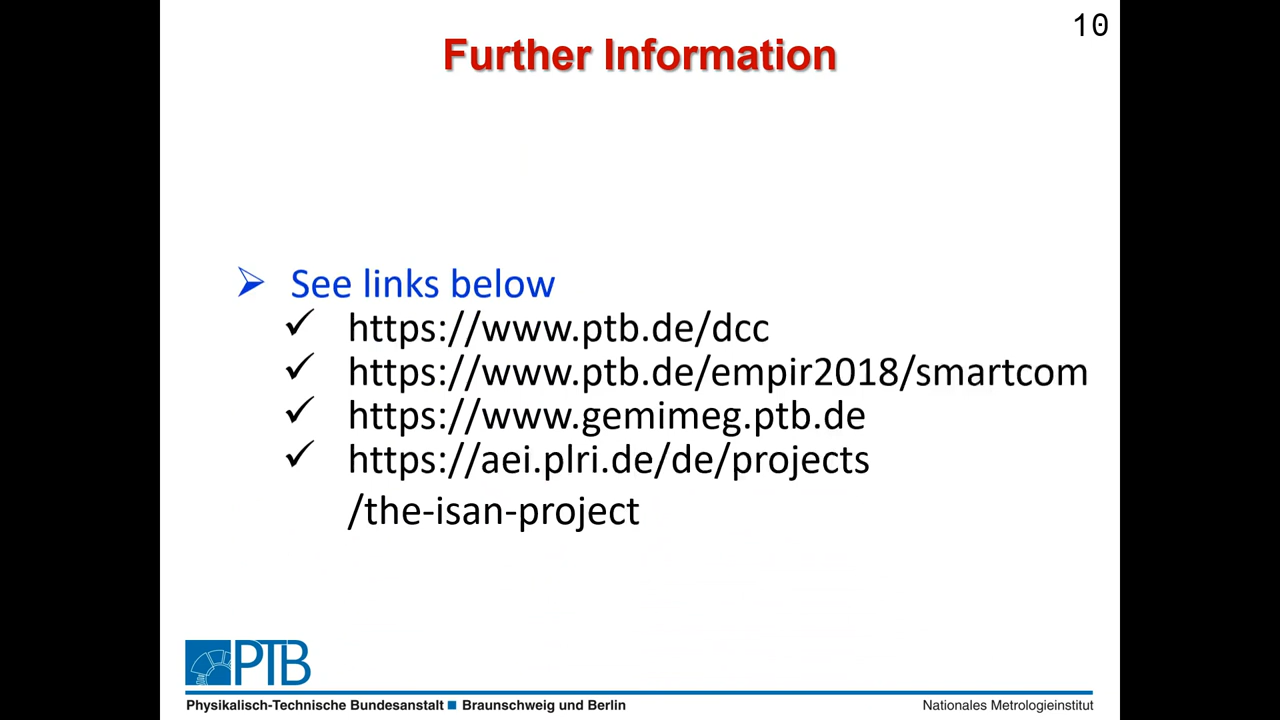 10
Further Information
See links below
https://www.ptb.de/dcc
https://www.ptb.de/empir2018/smartcom
https://www.gemimeg.ptb.de
https://aei.plri.de/de/projects
/the-isan-project
PTB
Physikalisch-Technische Bundesanstalt ■ Braunschweig und Berlin
Nationales Metrologieinstitut